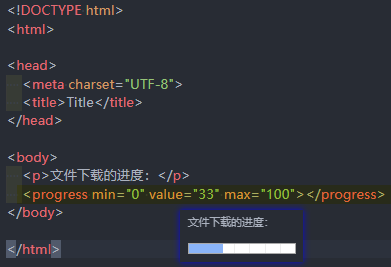 <!DOCTYPE html>
<html>
<head>
<meta charset="UTF-8">
<title>Title</title>
</head>
<body>
<p>文件下载的进度：</p>
<progress min="0" value="33" max="100"></progress>
</body>
文件下载的进度：
</html>